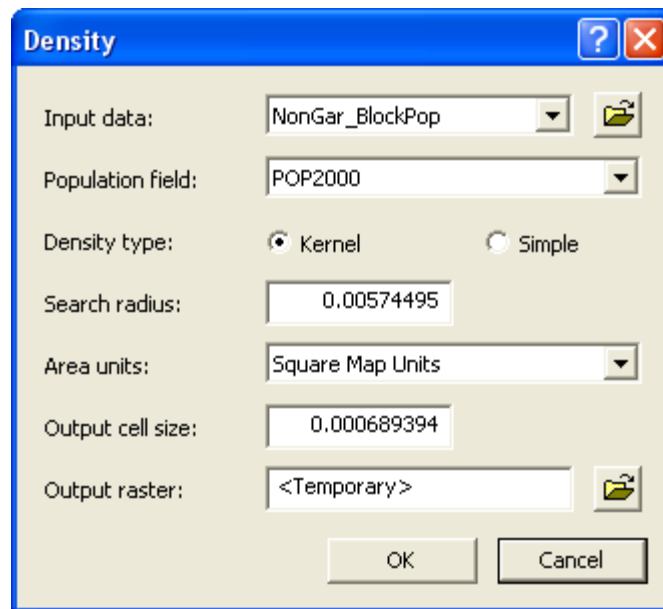 Density
Input data: NonGar_BlockPop
Population field: POP2000
Density type: Kernel Simple
Search radius: 0.00574495
Area units: Square Map Units
Output cell size: 0.000689394
Output raster: <Temporary>
OK Cancel